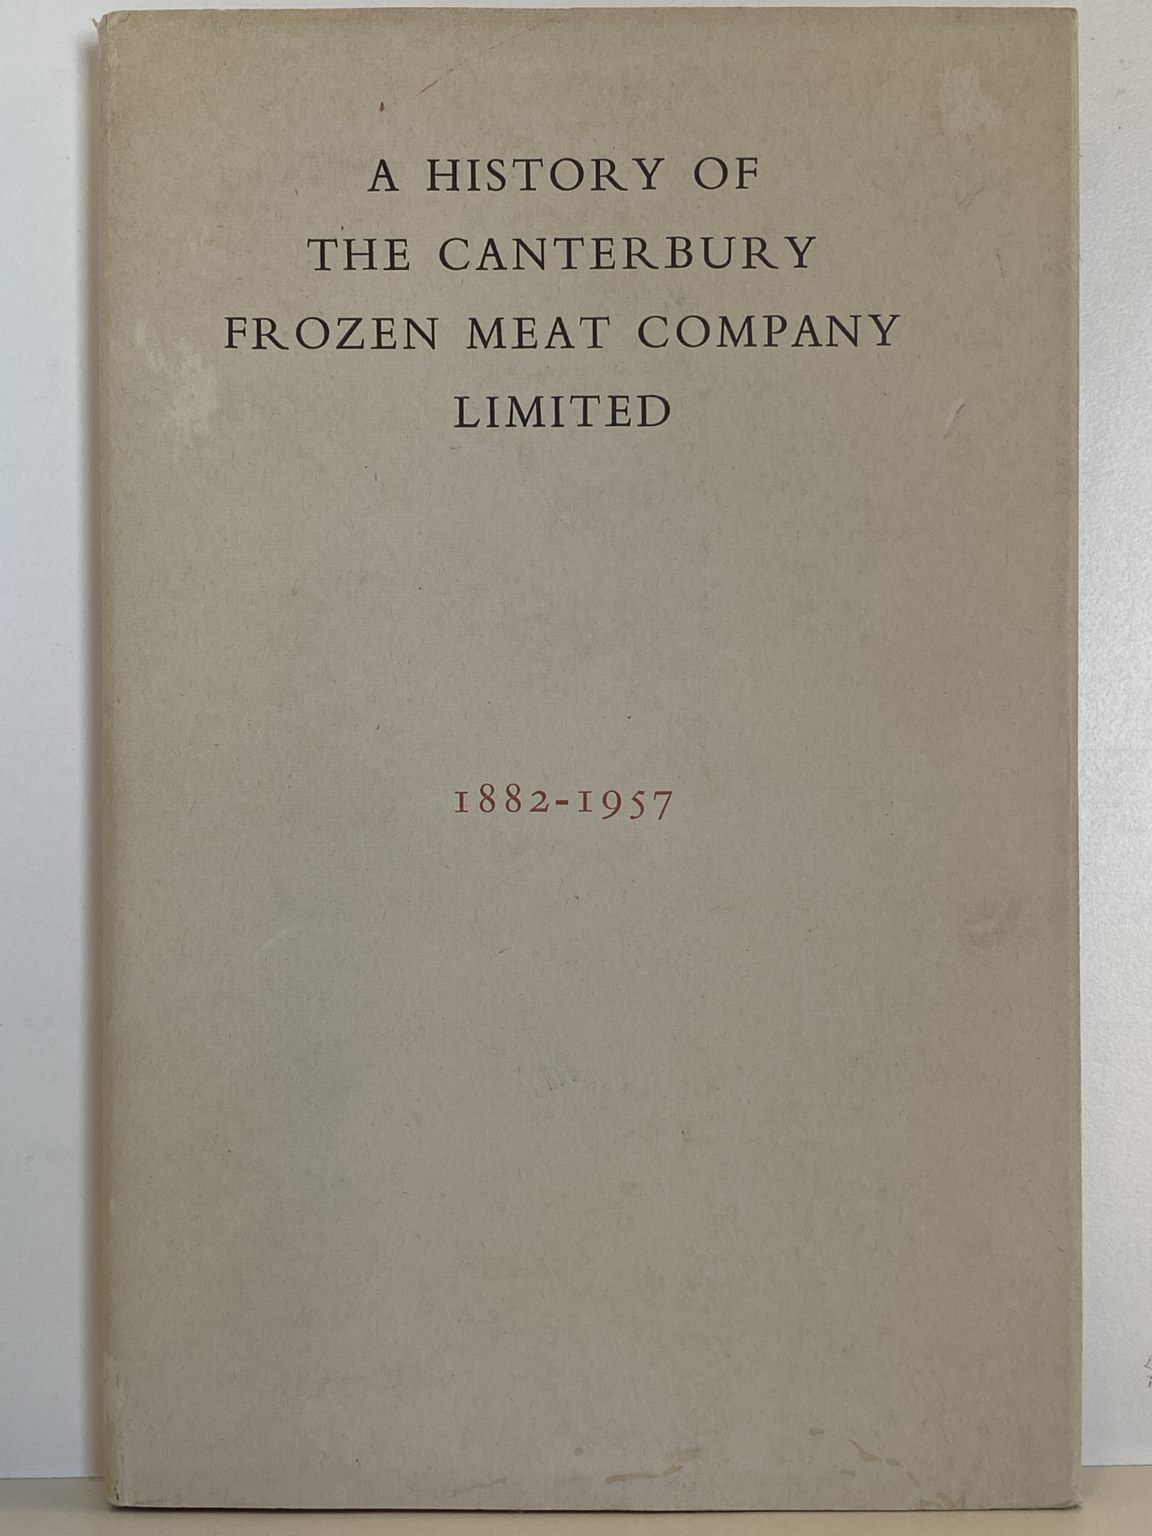 A HISTORY OF
THE CANTERBURY
FROZEN MEAT COMPANY
LIMITED
1882-1957